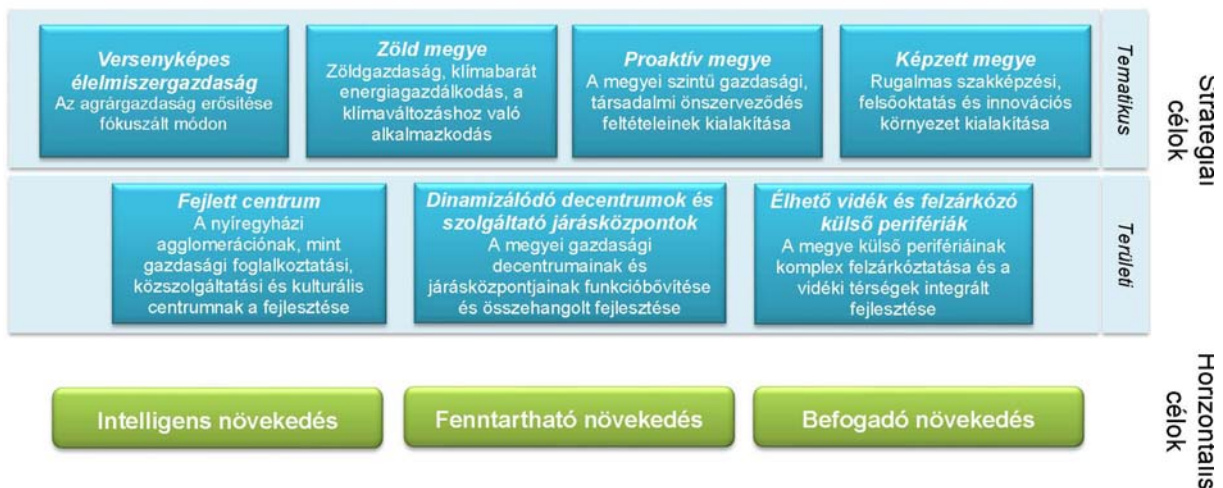 Versenyképes
élelmiszergazdaság
Az agrárgazdaság erősítése
fókuszált módon
Zöld megye
Zöldgazdaság, klímabarát
energiagazdálkodás, a
klímaváltozáshoz való
alkalmazkodás
Proaktív megye
A megyei szintű gazdasági,
társadalmi önszerveződés
feltételeinek kialakítása
Képzett megye
Rugalmas szakképzési,
felsőoktatás és innovációs
környezet kialakítása
Tematikus
Stratégiai
célok
Fejlett centrum
A nyíregyházi
agglomerációnak, mint
gazdasági foglalkoztatási,
közszolgáltatási és kulturális
centrumnak a fejlesztése
Dinamizálódó decentrumok és
szolgáltató járásközpontok
A megyei gazdasági
decentrumainak és
járásközpontjainak funkcióbővítése
és összehangolt fejlesztése
Élhető vidék és felzárkózó
külső perifériák
A megye külső perifériáinak
komplex felzárkóztatása és a
vidéki térségek integrált
fejlesztése
Területi
Intelligens növekedés
Fenntartható növekedés
Befogadó növekedés
Horizontális
célok